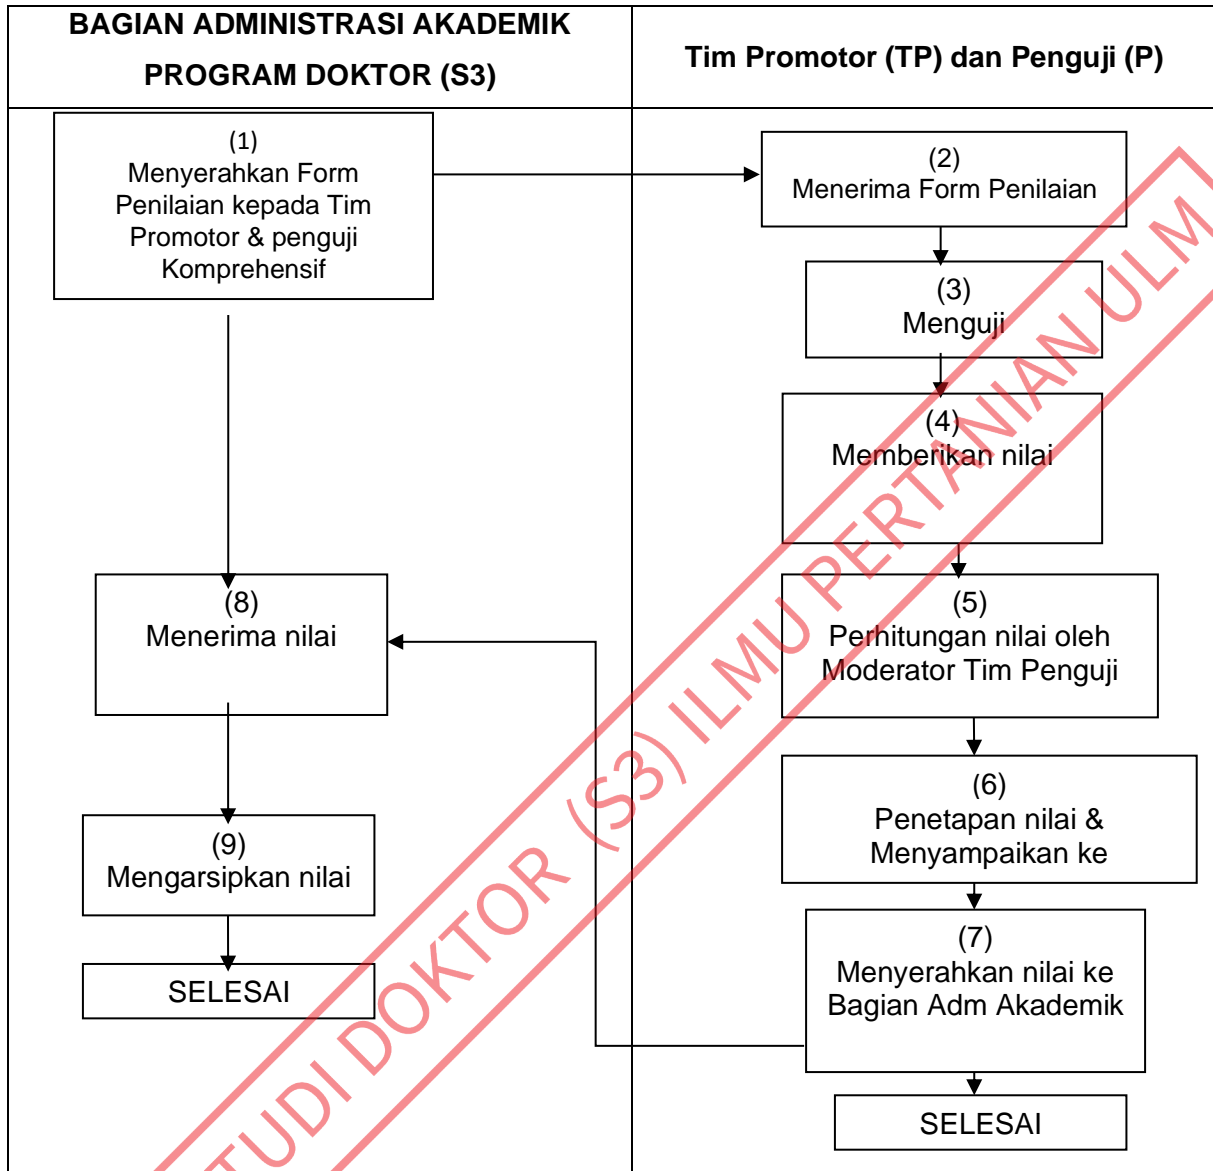 BAGIAN ADMINISTRASI AKADEMIK
PROGRAM DOKTOR (S3)
Tim Promotor (TP) dan Penguji (P)
(1)
Menyerahkan Form
Penilaian kepada Tim
Promotor & penguji
Komprehensif
(2)
Menerima Form Penilaian
(3)
Menguji
(4)
Memberikan nilai
(5)
Perhitungan nilai oleh
Moderator Tim Penguji
(6)
Penetapan nilai &
Menyampaikan ke
(7)
Menyerahkan nilai ke
Bagian Adm Akademik
SELESAI
(8)
Menerima nilai
(9)
Mengarsipkan nilai
SELESAI
TUDI DOKTOR (S3) ILMU PERTANIAN ULM